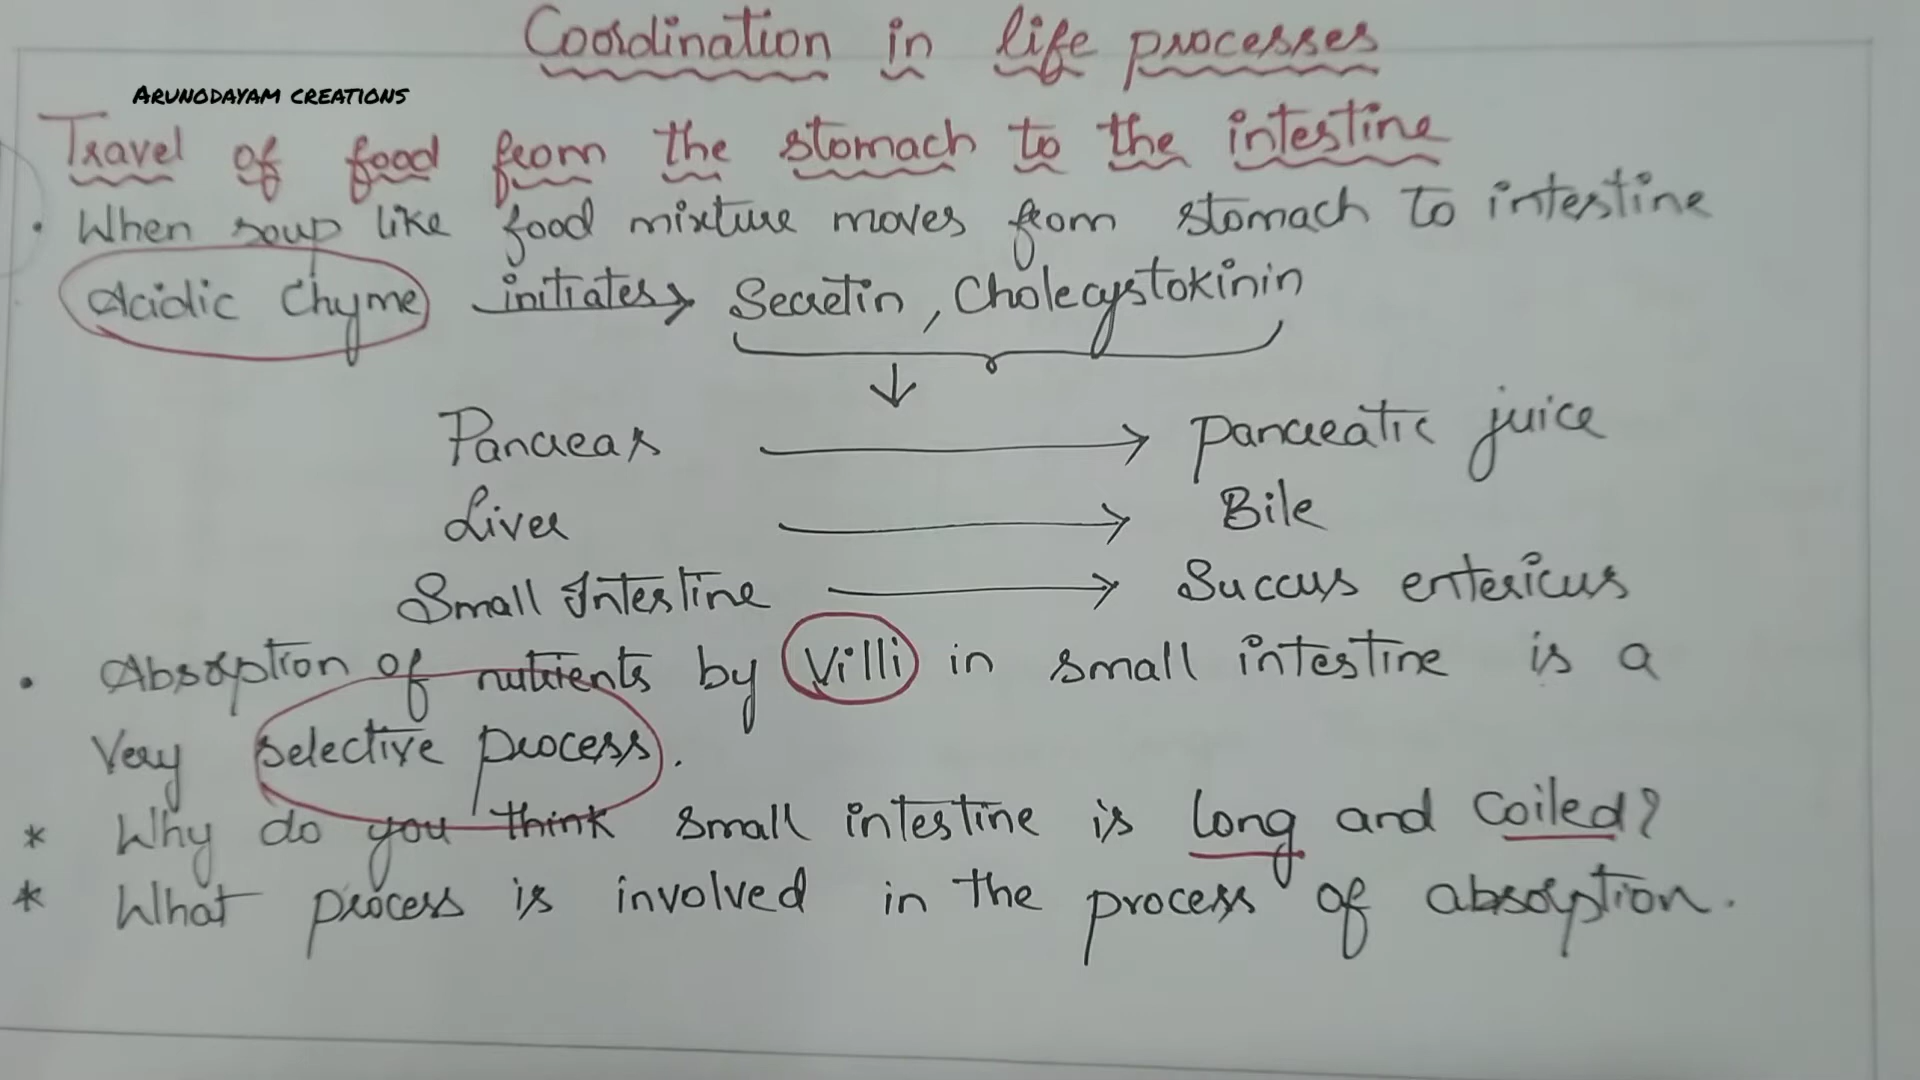 Coordination in life processes
ARUNODAYAM CREATIONS
Travel of food from the stomach to the intestine
• When soup like food mixture moves from stomach to intestine
Acidic Chyme initiates → Secretin, Cholecystokinin
↓
Pancreas → pancreatic juice
Liver → Bile
Small Intestine → Succus entericus
• Absorption of nutrients by Villi in small intestine is a
Very selective process.
* Why do you think small intestine is long and coiled?
* What process is involved in the process of absorption.